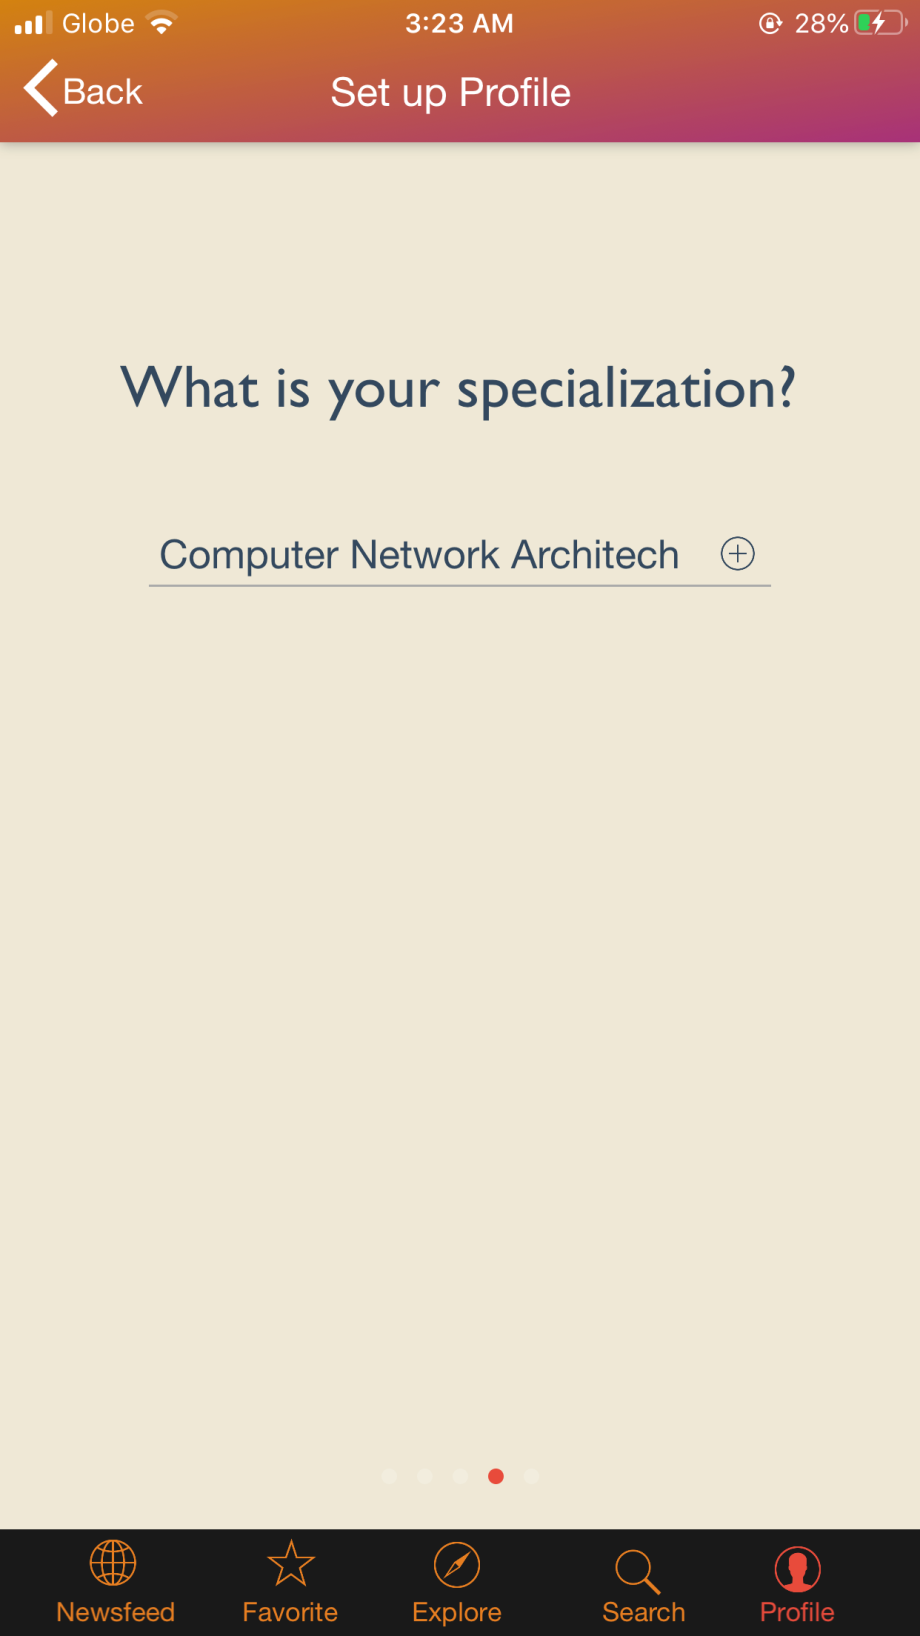 Globe 3:23 AM 28%
Back Set up Profile
What is your specialization?
Computer Network Architech
Newsfeed Favorite Explore Search Profile